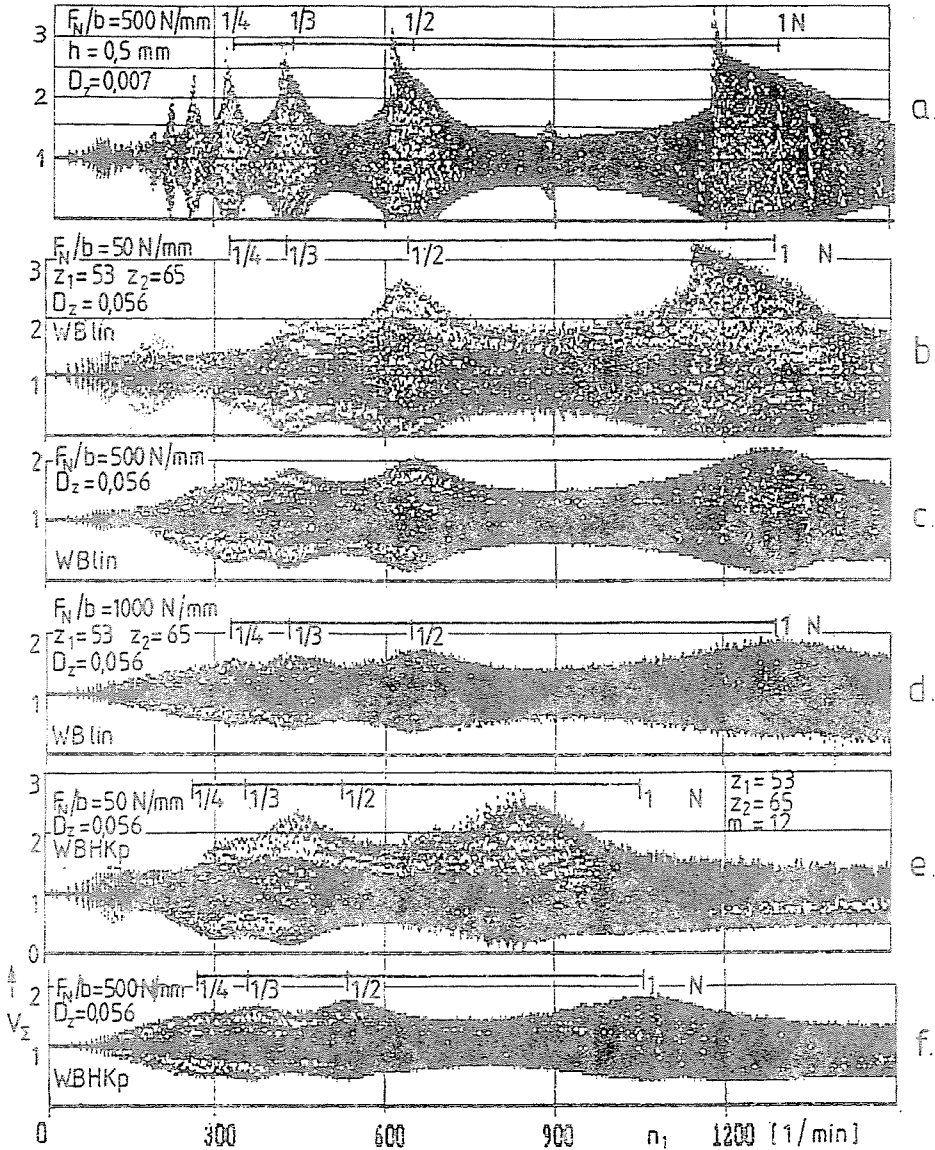 F_N/b = 500 N/mm 1/4 1/3 1/2 1 N
h = 0,5 mm
D_z = 0,007
3
2
1
a.
F_N/b = 50 N/mm 1/4 1/3 1/2 1 N
z_1 = 53 z_2 = 65
D_z = 0,056
WBlin
3
2
1
b
F_N/b = 500 N/mm
D_z = 0,056
WBlin
2
1
c.
F_N/b = 1000 N/mm
z_1 = 53 z_2 = 65 1/4 1/3 1/2 1 N
D_z = 0,056
WBlin
2
1
d.
F_N/b = 50 N/mm 1/4 1/3 1/2 1 N
D_z = 0,056
WBHKp
z_1 = 53
z_2 = 65
m = 12
3
2
1
0
e.
F_N/b = 500 N/mm 1/4 1/3 1/2 1 N
D_z = 0,056
WBHKp
2
1
V_Σ
f.
0 300 600 900 n_1 1200 [1/min]